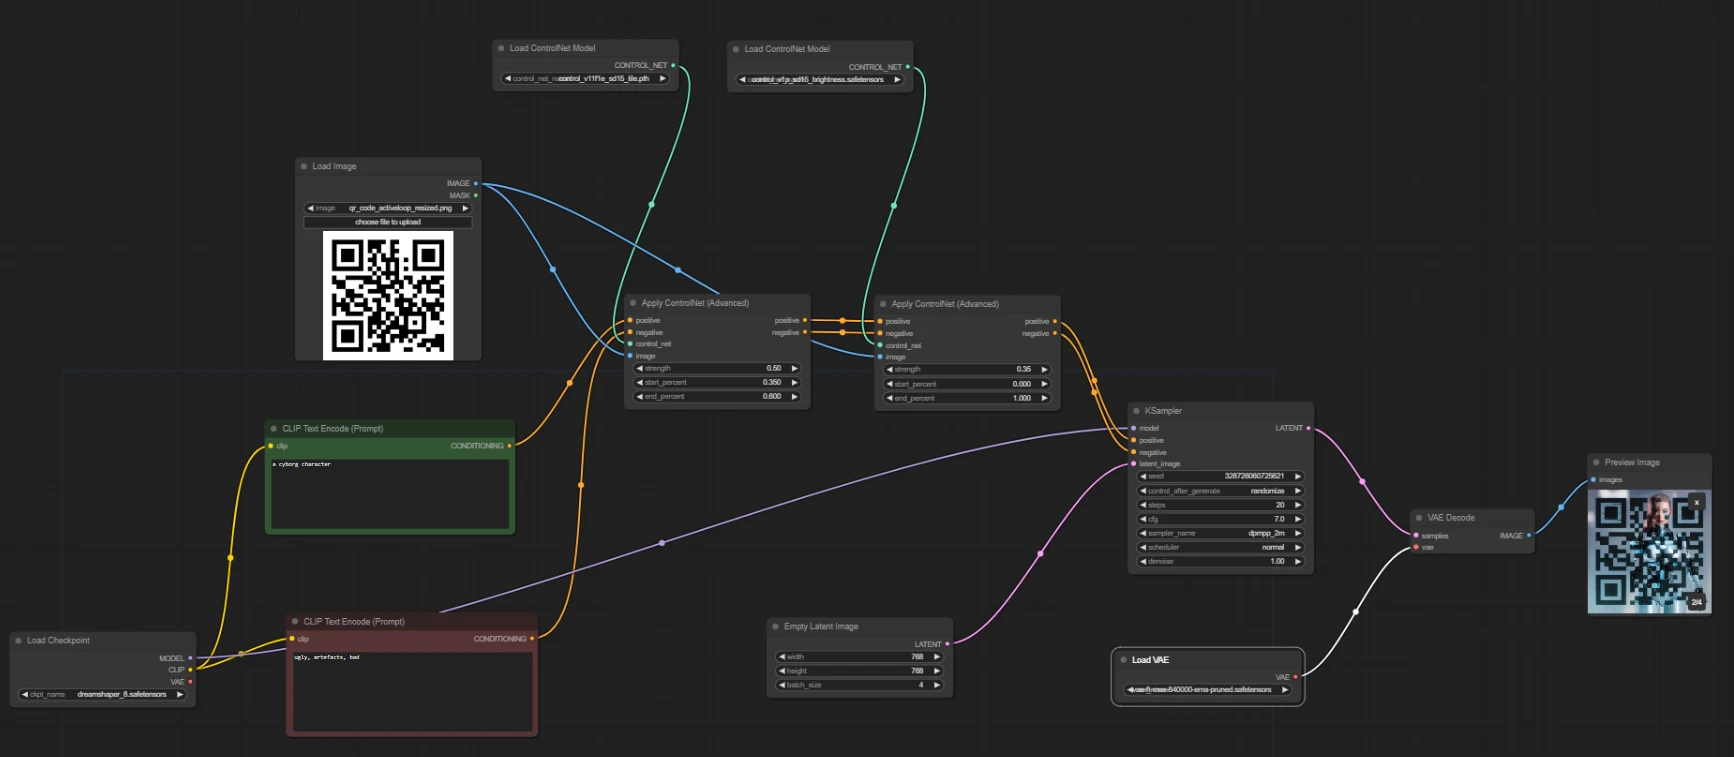 Load ControlNet Model
CONTROL_NET
control_v11f1e_sd15_tile.pth
Load ControlNet Model
CONTROL_NET
control_v1p_sd15_brightness.safetensors
Load Image
IMAGE
MASK
image qr_code_activeloop_resized.png
choose file to upload
Apply ControlNet (Advanced)
positive positive
negative negative
control_net
image
strength 0.50
start_percent 0.350
end_percent 0.600
Apply ControlNet (Advanced)
positive positive
negative negative
control_net
image
strength 0.35
start_percent 0.000
end_percent 1.000
CLIP Text Encode (Prompt)
clip CONDITIONING
a cyborg character
KSampler
model LATENT
positive
negative
latent_image
seed 328728060725621
control_after_generate randomize
steps 20
cfg 7.0
sampler_name dpmpp_2m
scheduler normal
denoise 1.00
Preview Image
images
x
2/4
VAE Decode
samples IMAGE
vae
CLIP Text Encode (Prompt)
clip CONDITIONING
ugly, artefacts, bad
Load Checkpoint
MODEL
CLIP
VAE
ckpt_name dreamshaper_8.safetensors
Empty Latent Image
LATENT
width 768
height 768
batch_size 4
Load VAE
VAE
vae-ft-mse-840000-ema-pruned.safetensors